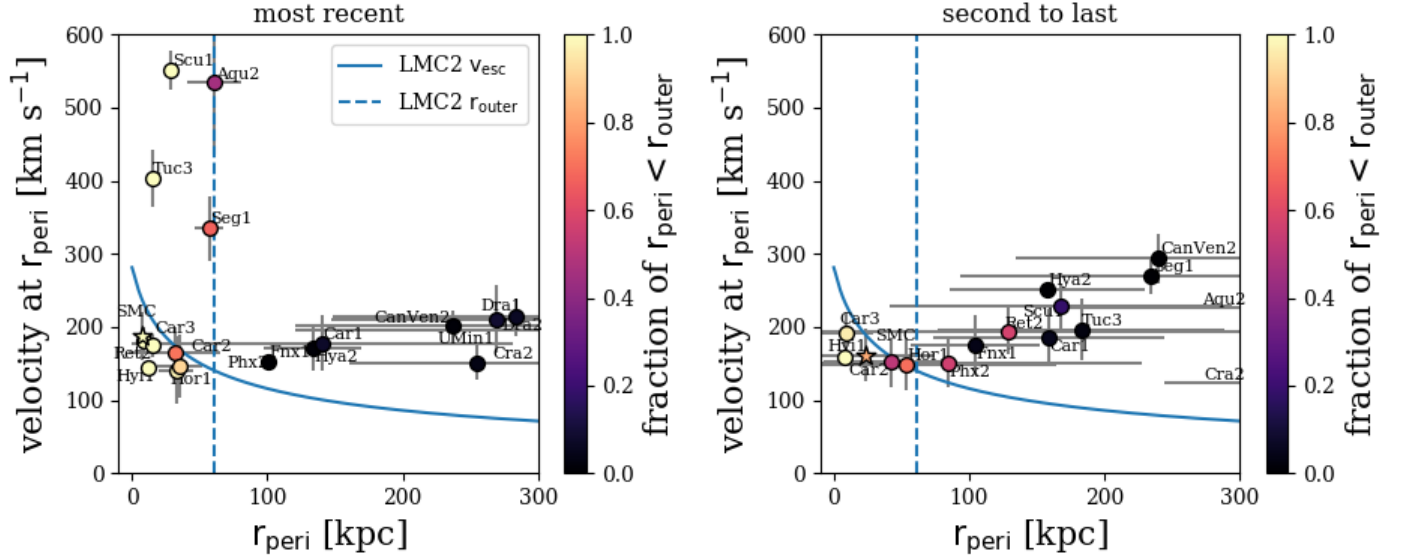 most recent
velocity at r_peri [km s⁻¹]
600
500
400
300
200
100
0
LMC2 v_esc
LMC2 r_outer
Scu1
Aqu2
Tuc3
Seg1
SMC
Car3
Ret2
Car2
Hyi1
Hor1
Phx2
Fnx1
Car1
Hya2
CanVen2
UMin1
Dra1
Dra2
Cra2
0
100
200
300
r_peri [kpc]
1.0
0.8
0.6
0.4
0.2
0.0
fraction of r_peri < r_outer
second to last
velocity at r_peri [km s⁻¹]
600
500
400
300
200
100
0
CanVen2
Seg1
Hya2
Aqu2
Scu1
Tuc3
Ret2
Car3
SMC
Hyi1
Car2
Hor1
Fnx1
Car1
Phx2
Cra2
0
100
200
300
r_peri [kpc]
1.0
0.8
0.6
0.4
0.2
0.0
fraction of r_peri < r_outer